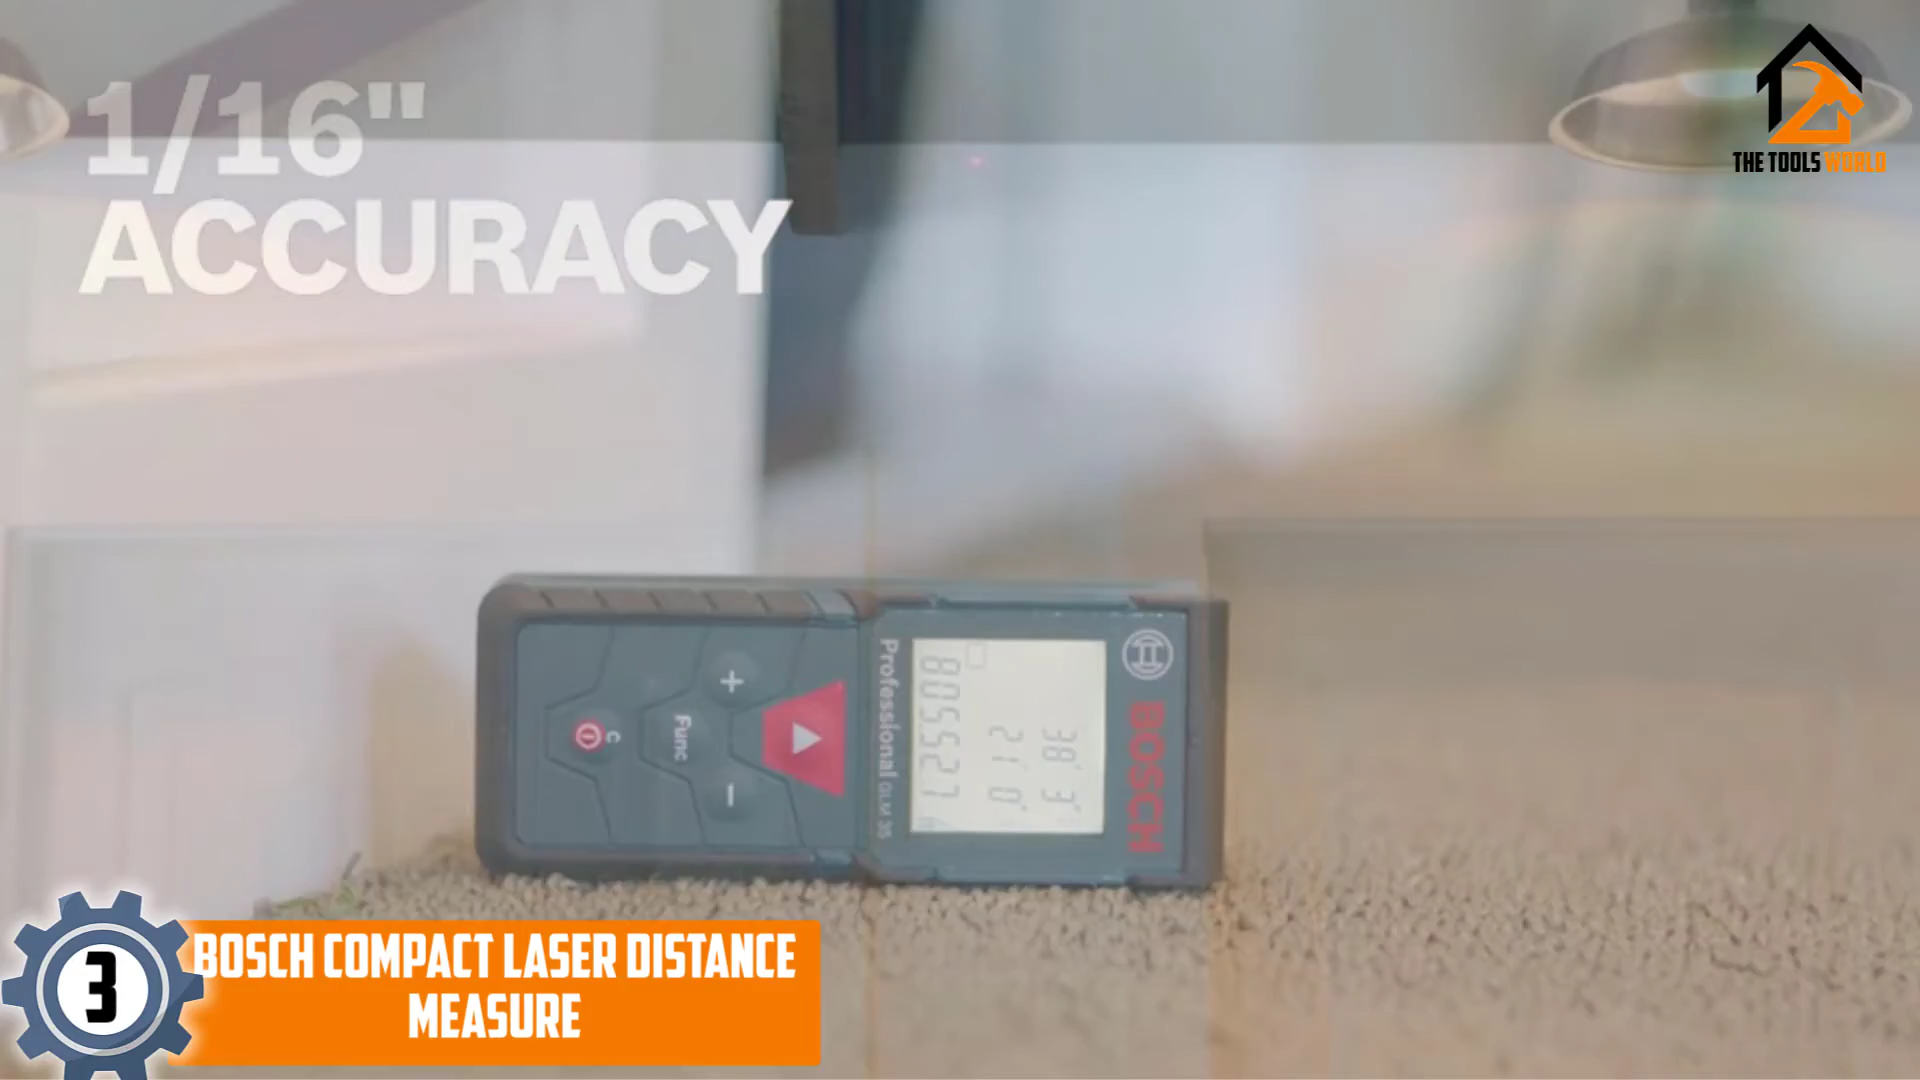 1/16"
ACCURACY
THE TOOLS WORLD
BOSCH
Professional GLM 35
+
Func
C
-
3
BOSCH COMPACT LASER DISTANCE
MEASURE